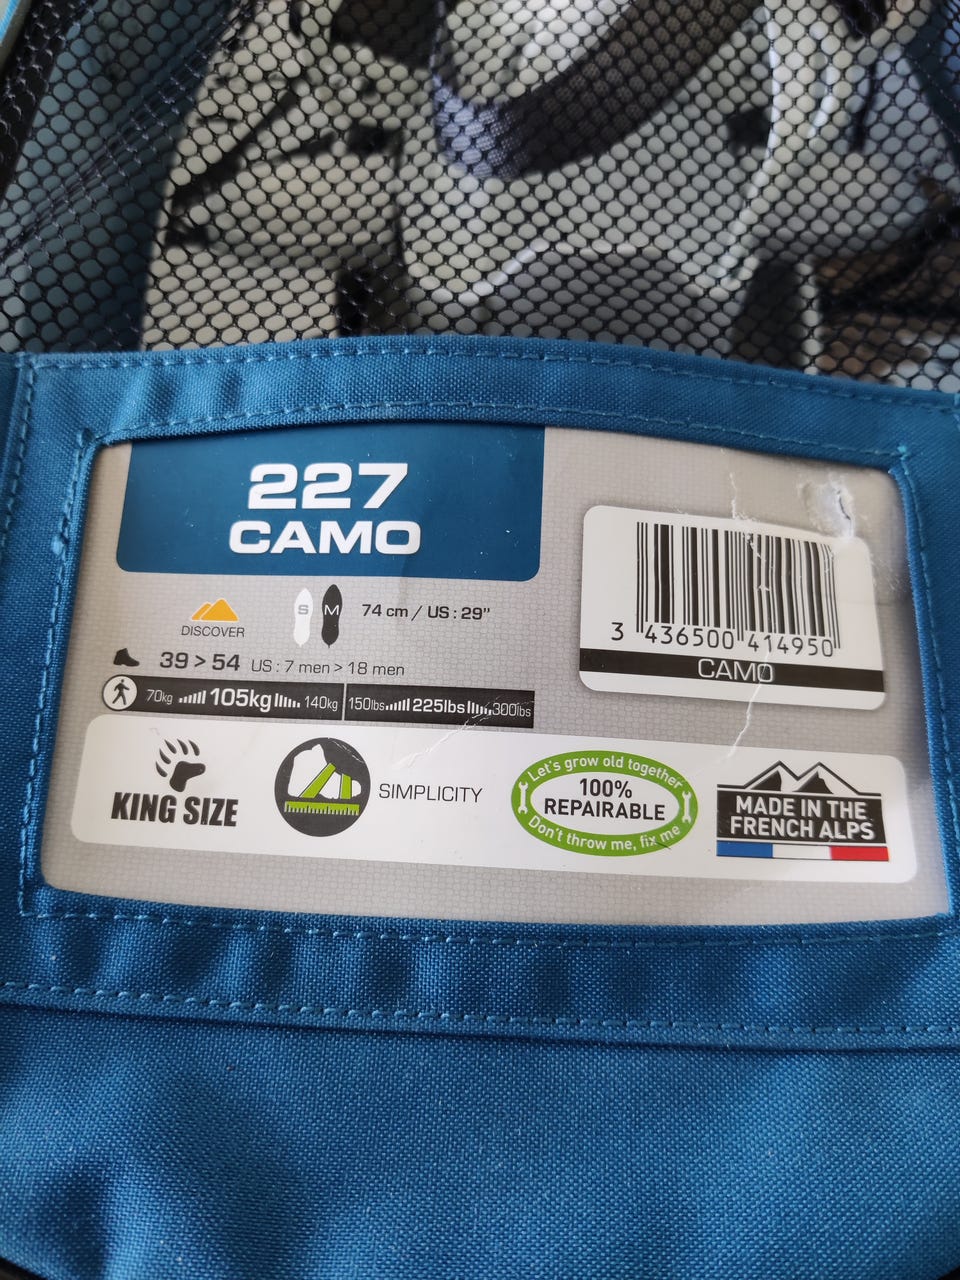 227
CAMO
DISCOVER
S M 74 cm / US : 29"
39 > 54 US : 7 men > 18 men
70kg 105kg 140kg 150lbs 225lbs 300lbs
3 436500 414950
CAMO
KING SIZE
SIMPLICITY
Let's grow old together
100%
REPAIRABLE
Don't throw me, fix me
MADE IN THE
FRENCH ALPS